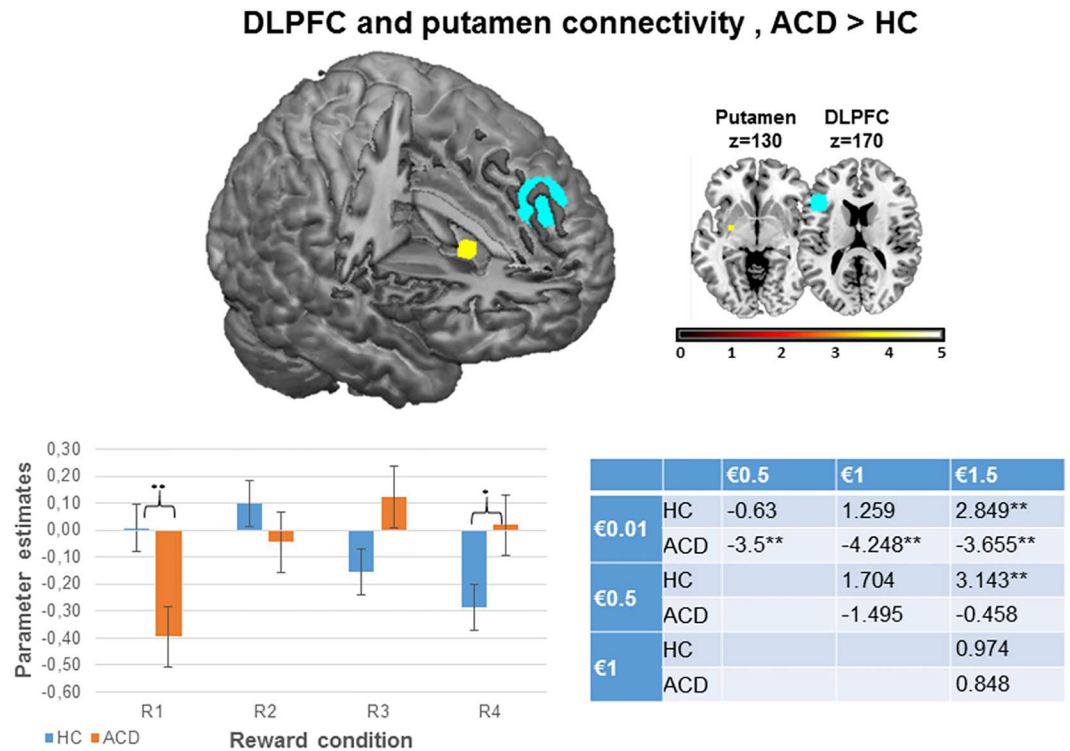 DLPFC and putamen connectivity , ACD > HC
Putamen DLPFC
z=130 z=170
0 1 2 3 4 5
0,30
0,20
0,10
0,00
-0,10
-0,20
-0,30
-0,40
-0,50
-0,60
Parameter estimates
**
*
R1 R2 R3 R4
HC ACD Reward condition
€0.5 €1 €1.5
€0.01 HC -0.63 1.259 2.849**
ACD -3.5** -4.248** -3.655**
€0.5 HC 1.704 3.143**
ACD -1.495 -0.458
€1 HC 0.974
ACD 0.848